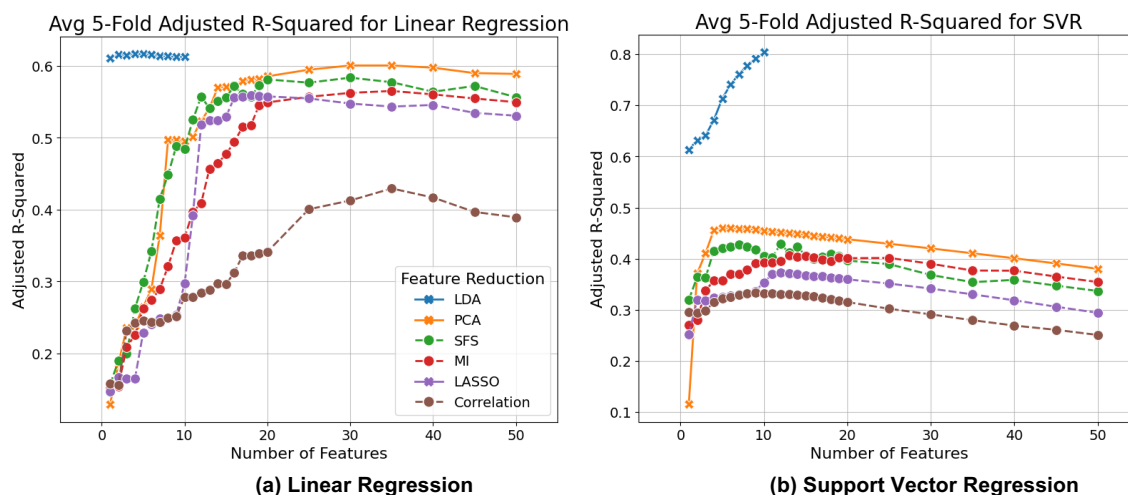 Avg 5-Fold Adjusted R-Squared for Linear Regression
Adjusted R-Squared
0.6
0.5
0.4
0.3
0.2
0 10 20 30 40 50
Number of Features
Feature Reduction
LDA
PCA
SFS
MI
LASSO
Correlation
(a) Linear Regression
Avg 5-Fold Adjusted R-Squared for SVR
Adjusted R-Squared
0.8
0.7
0.6
0.5
0.4
0.3
0.2
0.1
0 10 20 30 40 50
Number of Features
(b) Support Vector Regression